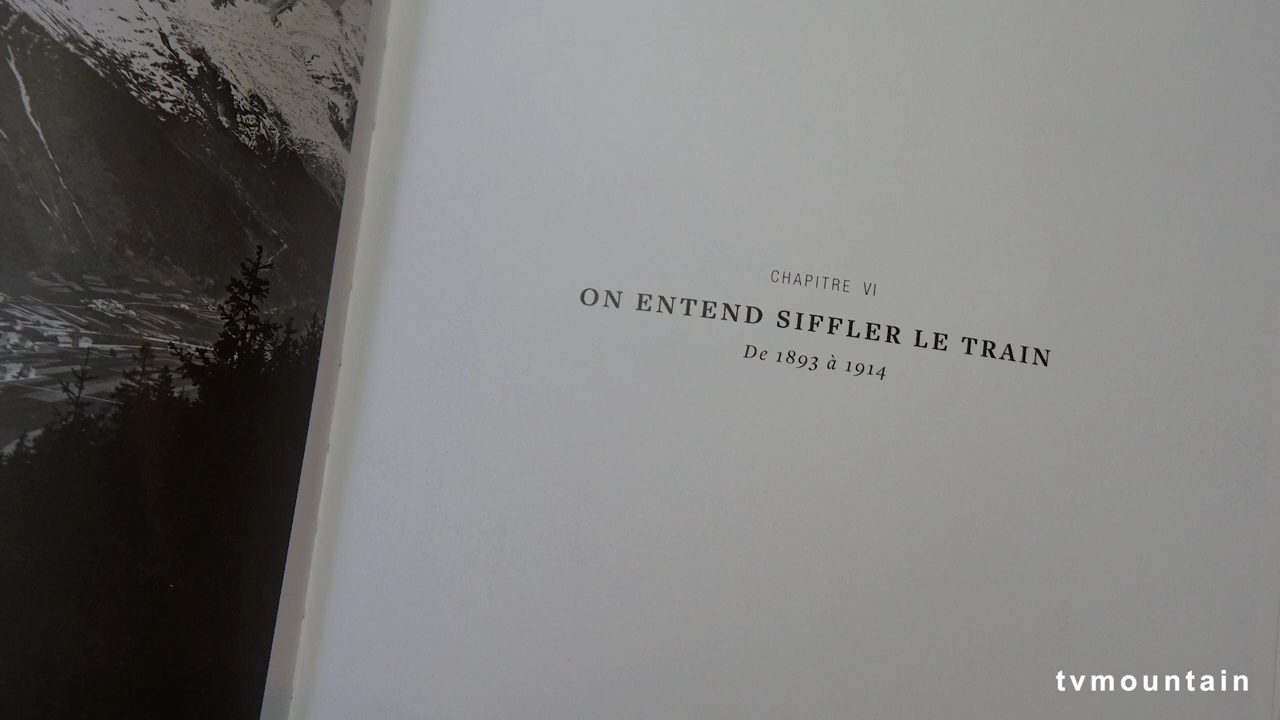 CHAPITRE VI
ON ENTEND SIFFLER LE TRAIN
De 1893 à 1914
tvmountain